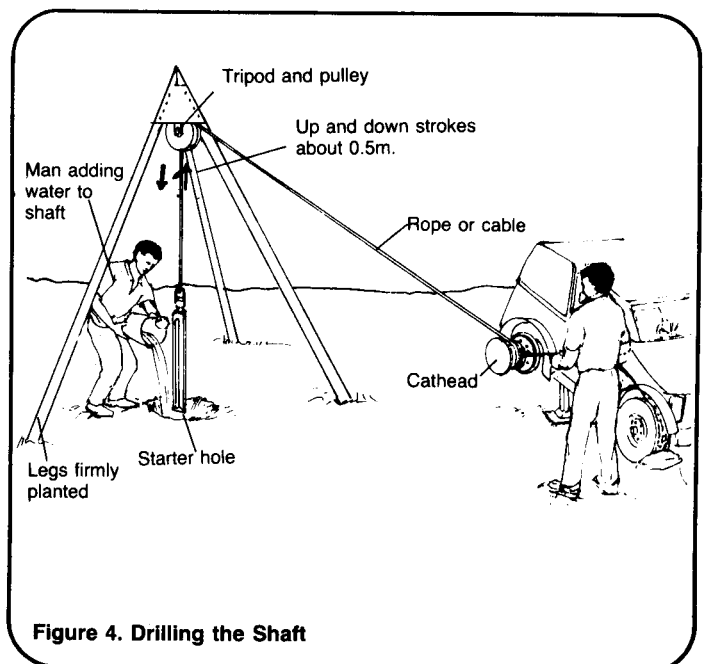 Tripod and pulley
Up and down strokes
about 0.5m.
Man adding
water to
shaft
Rope or cable
Cathead
Starter hole
Legs firmly
planted
Figure 4. Drilling the Shaft